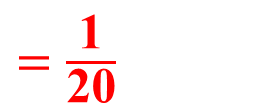 = 1/20